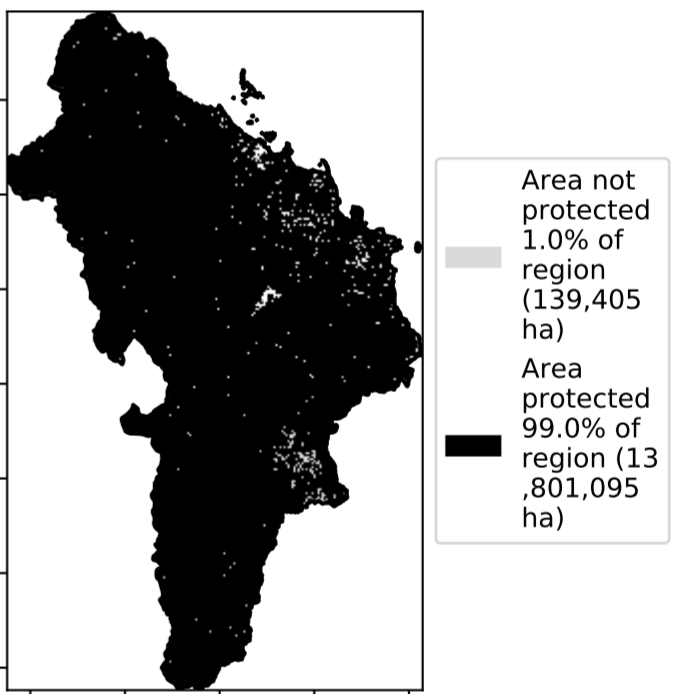 Area not
protected
1.0% of
region
(139,405
ha)
Area
protected
99.0% of
region (13
,801,095
ha)